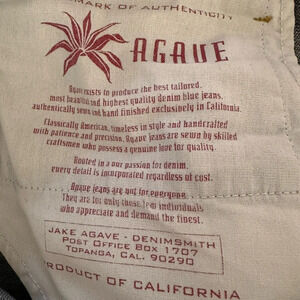 MARK OF AUTHENTICITY
AGAVE
Agave exists to produce the best tailored,
most beautiful and highest quality denim blue jeans,
authentically sewn and hand finished exclusively in California.
Classically American, timeless in style and handcrafted
with patience and precision, Agave jeans are sewn by skilled
craftsmen who possess a genuine love for quality.
Rooted in a our passion for denim,
every detail is incorporated regardless of cost.
Agave jeans are not for everyone.
They are for only those few individuals
who appreciate and demand the finest.
JAKE AGAVE - DENIMSMITH
POST OFFICE BOX 1707
TOPANGA, CAL. 90290
PRODUCT OF CALIFORNIA